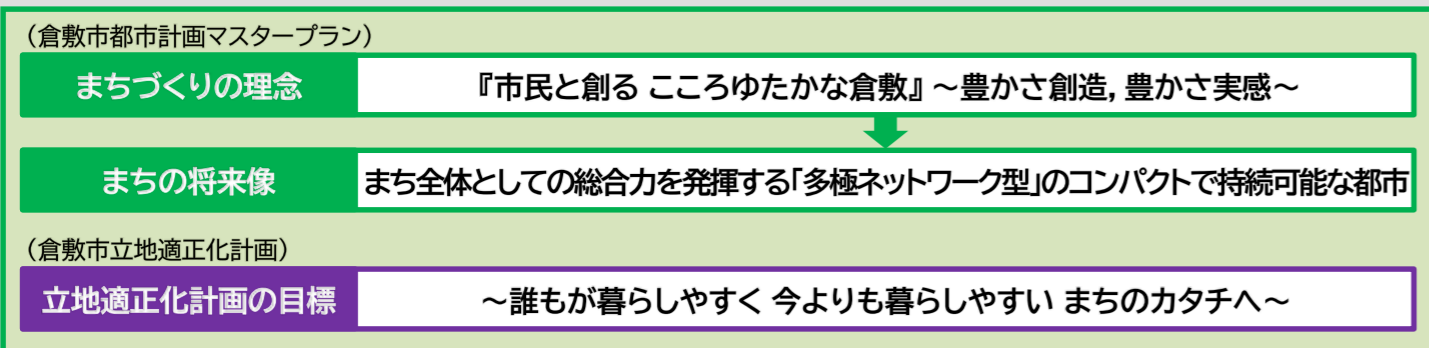 （倉敷市都市計画マスタープラン）
まちづくりの理念 『市民と創る こころゆたかな倉敷』 ～豊かさ創造, 豊かさ実感～
まちの将来像 まち全体としての総合力を発揮する「多極ネットワーク型」のコンパクトで持続可能な都市
（倉敷市立地適正化計画）
立地適正化計画の目標 ～誰もが暮らしやすく 今よりも暮らしやすい まちのカタチへ～